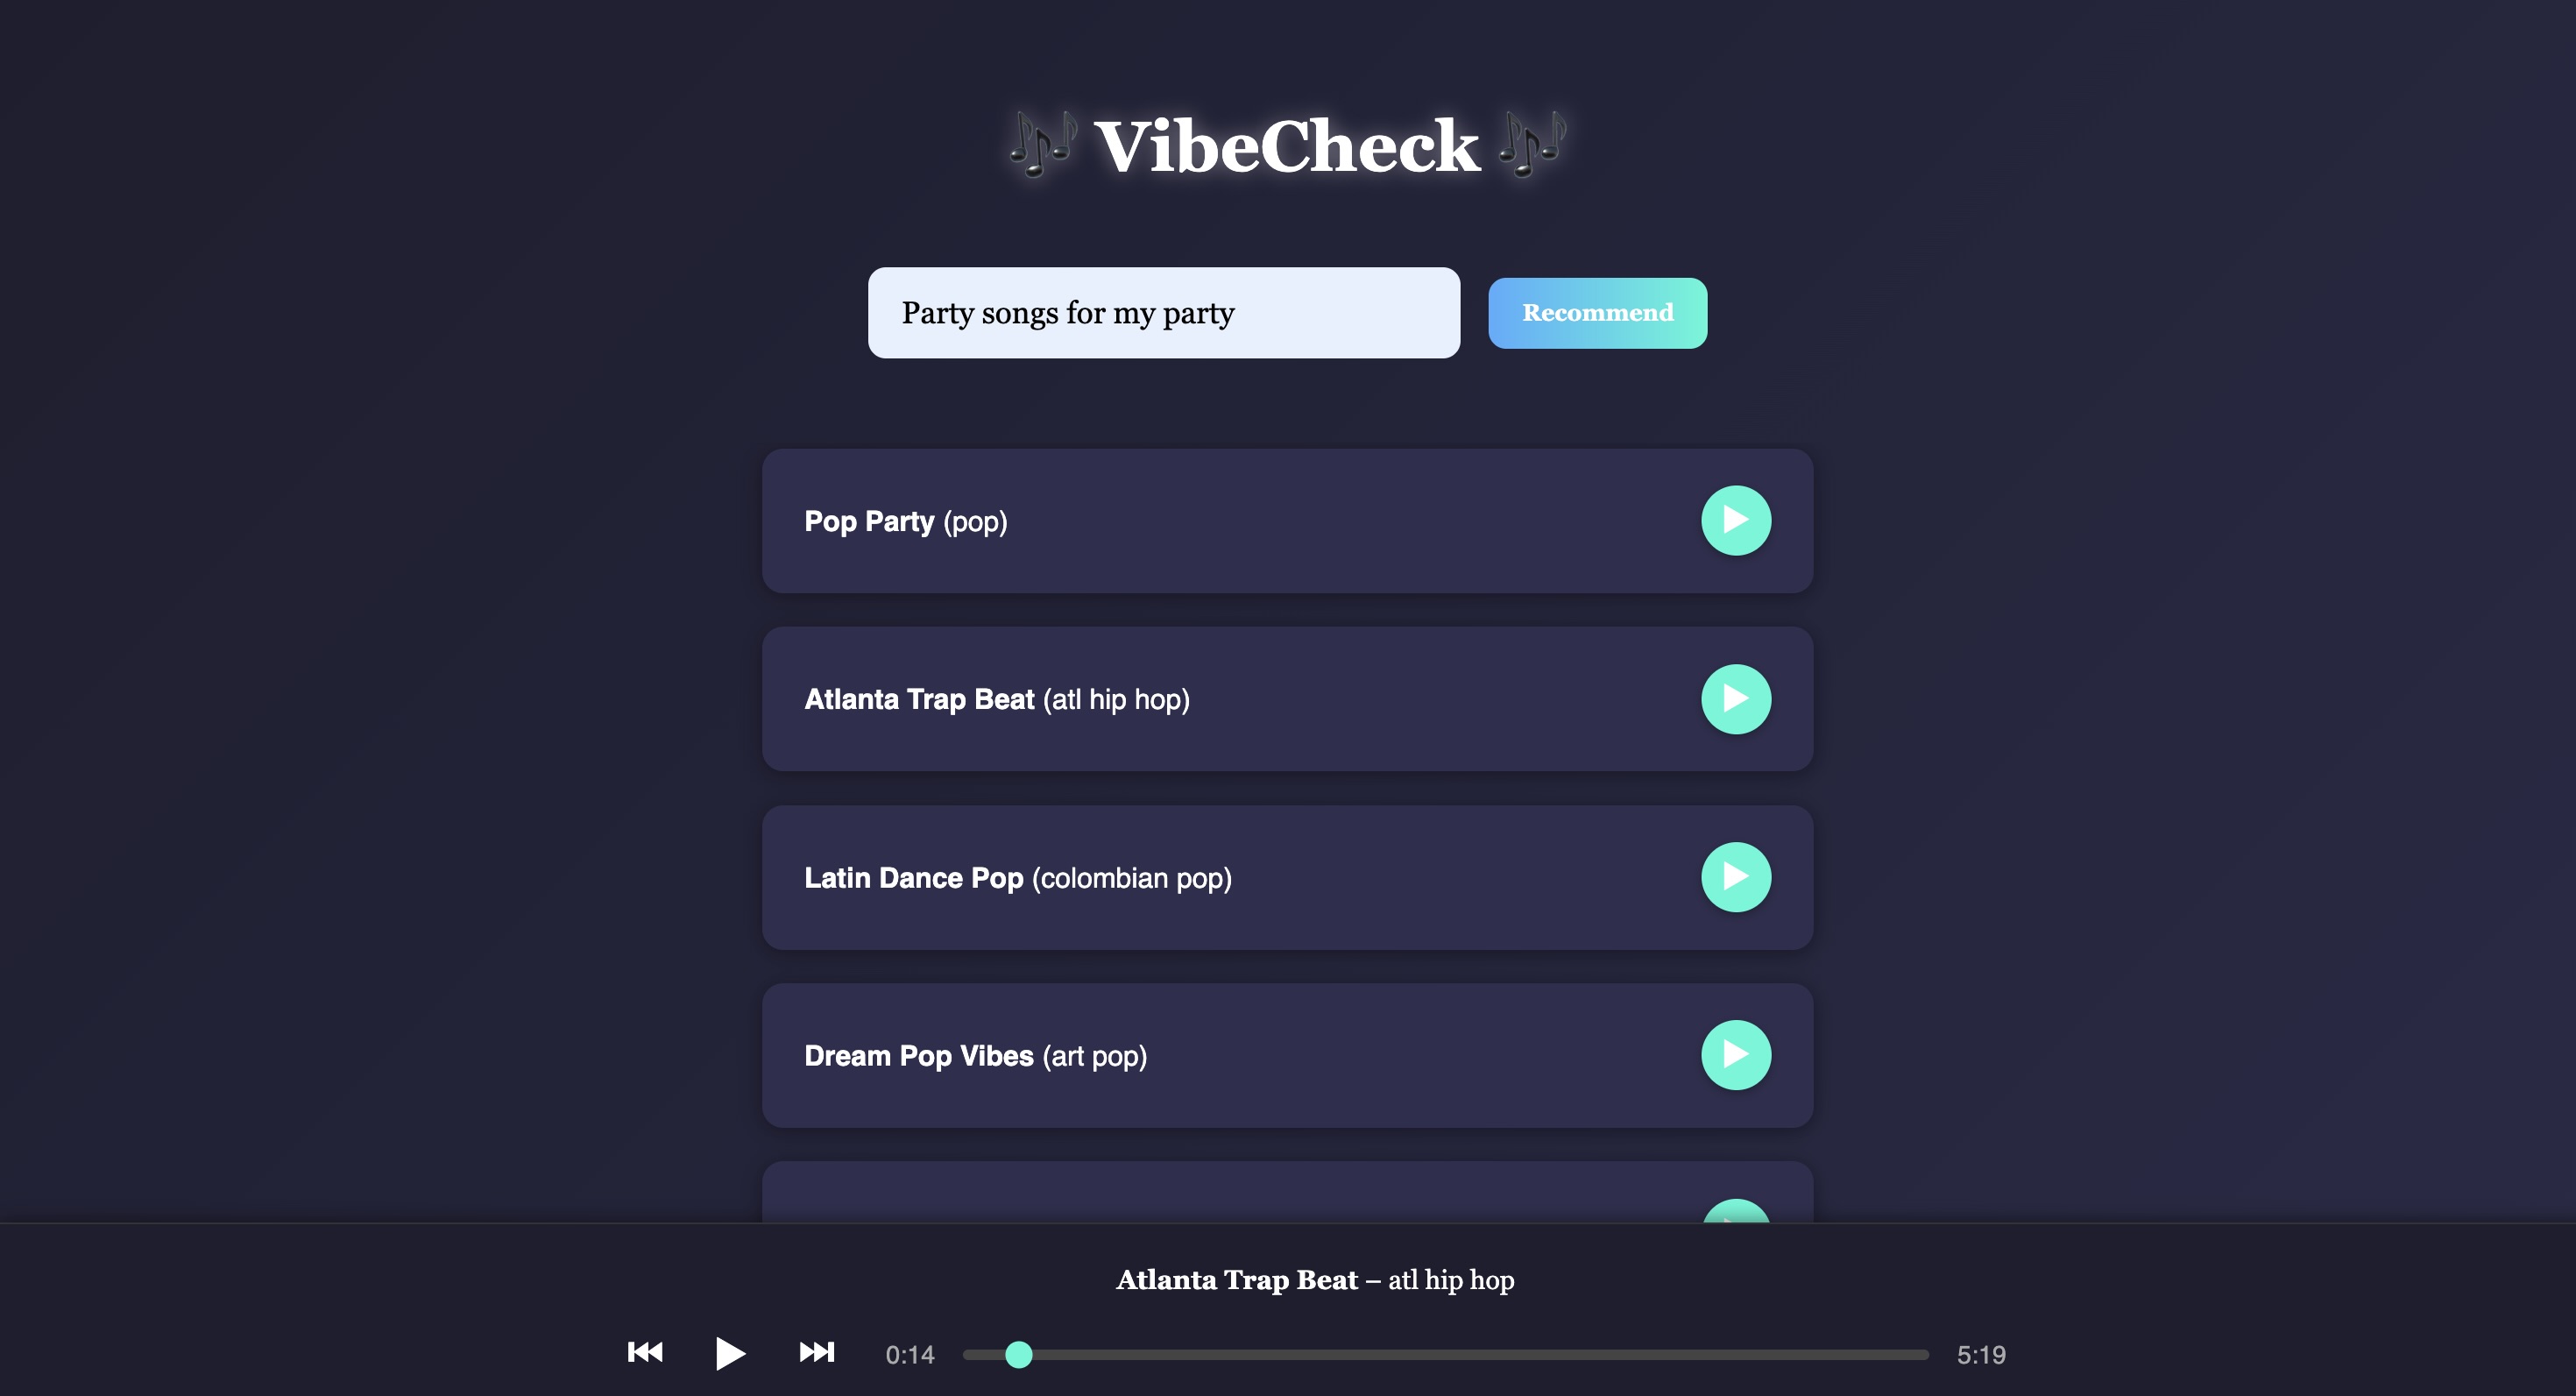 🎶 VibeCheck 🎶
Party songs for my party
Recommend
Pop Party (pop)
Atlanta Trap Beat (atl hip hop)
Latin Dance Pop (colombian pop)
Dream Pop Vibes (art pop)
Atlanta Trap Beat – atl hip hop
0:14
5:19